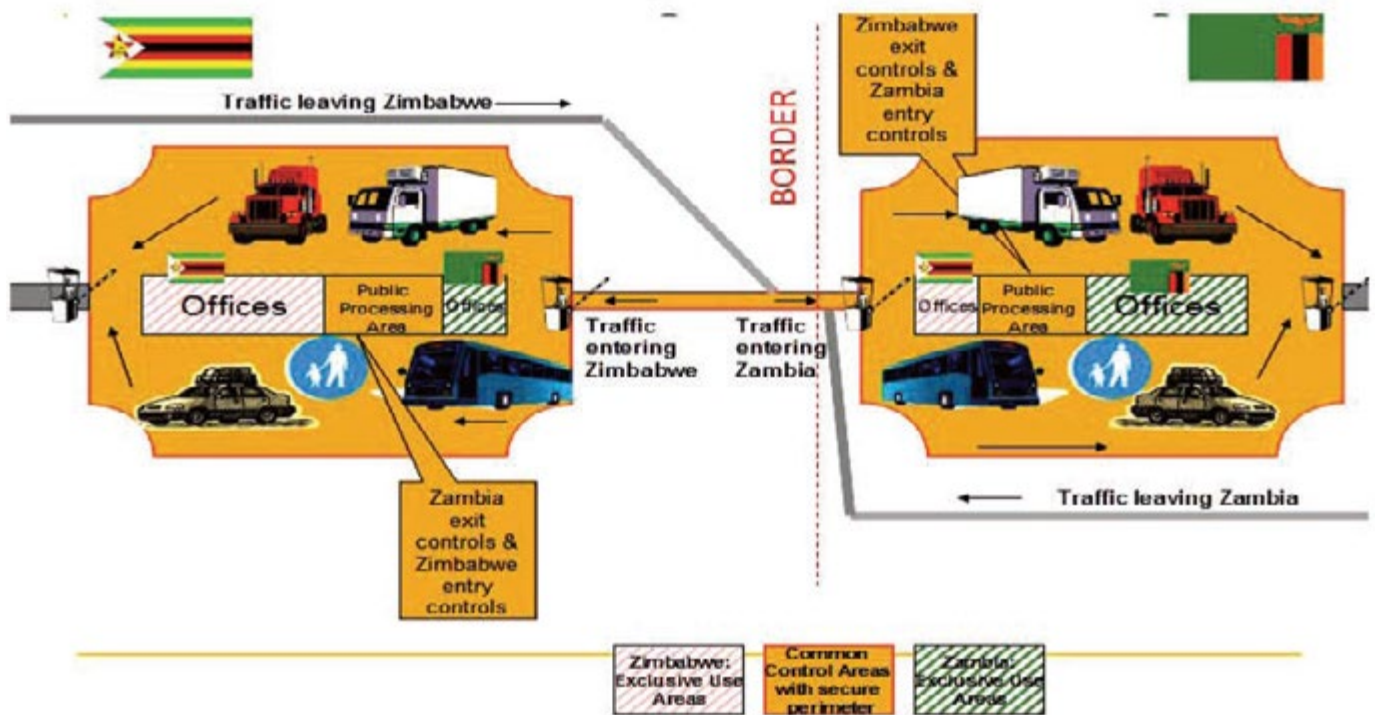 Zimbabwe
exit
controls &
Zambia
entry
controls
Traffic leaving Zimbabwe
BORDER
Offices
Public
Processing
Area
Offices
Offices
Public
Processing
Area
Offices
Traffic
entering
Zimbabwe
Traffic
entering
Zambia
Zambia
exit
controls &
Zimbabwe
entry
controls
Traffic leaving Zambia
Zimbabwe:
Exclusive Use
Areas
Common
Control Areas
with secure
perimeter
Zambia:
Exclusive Use
Areas